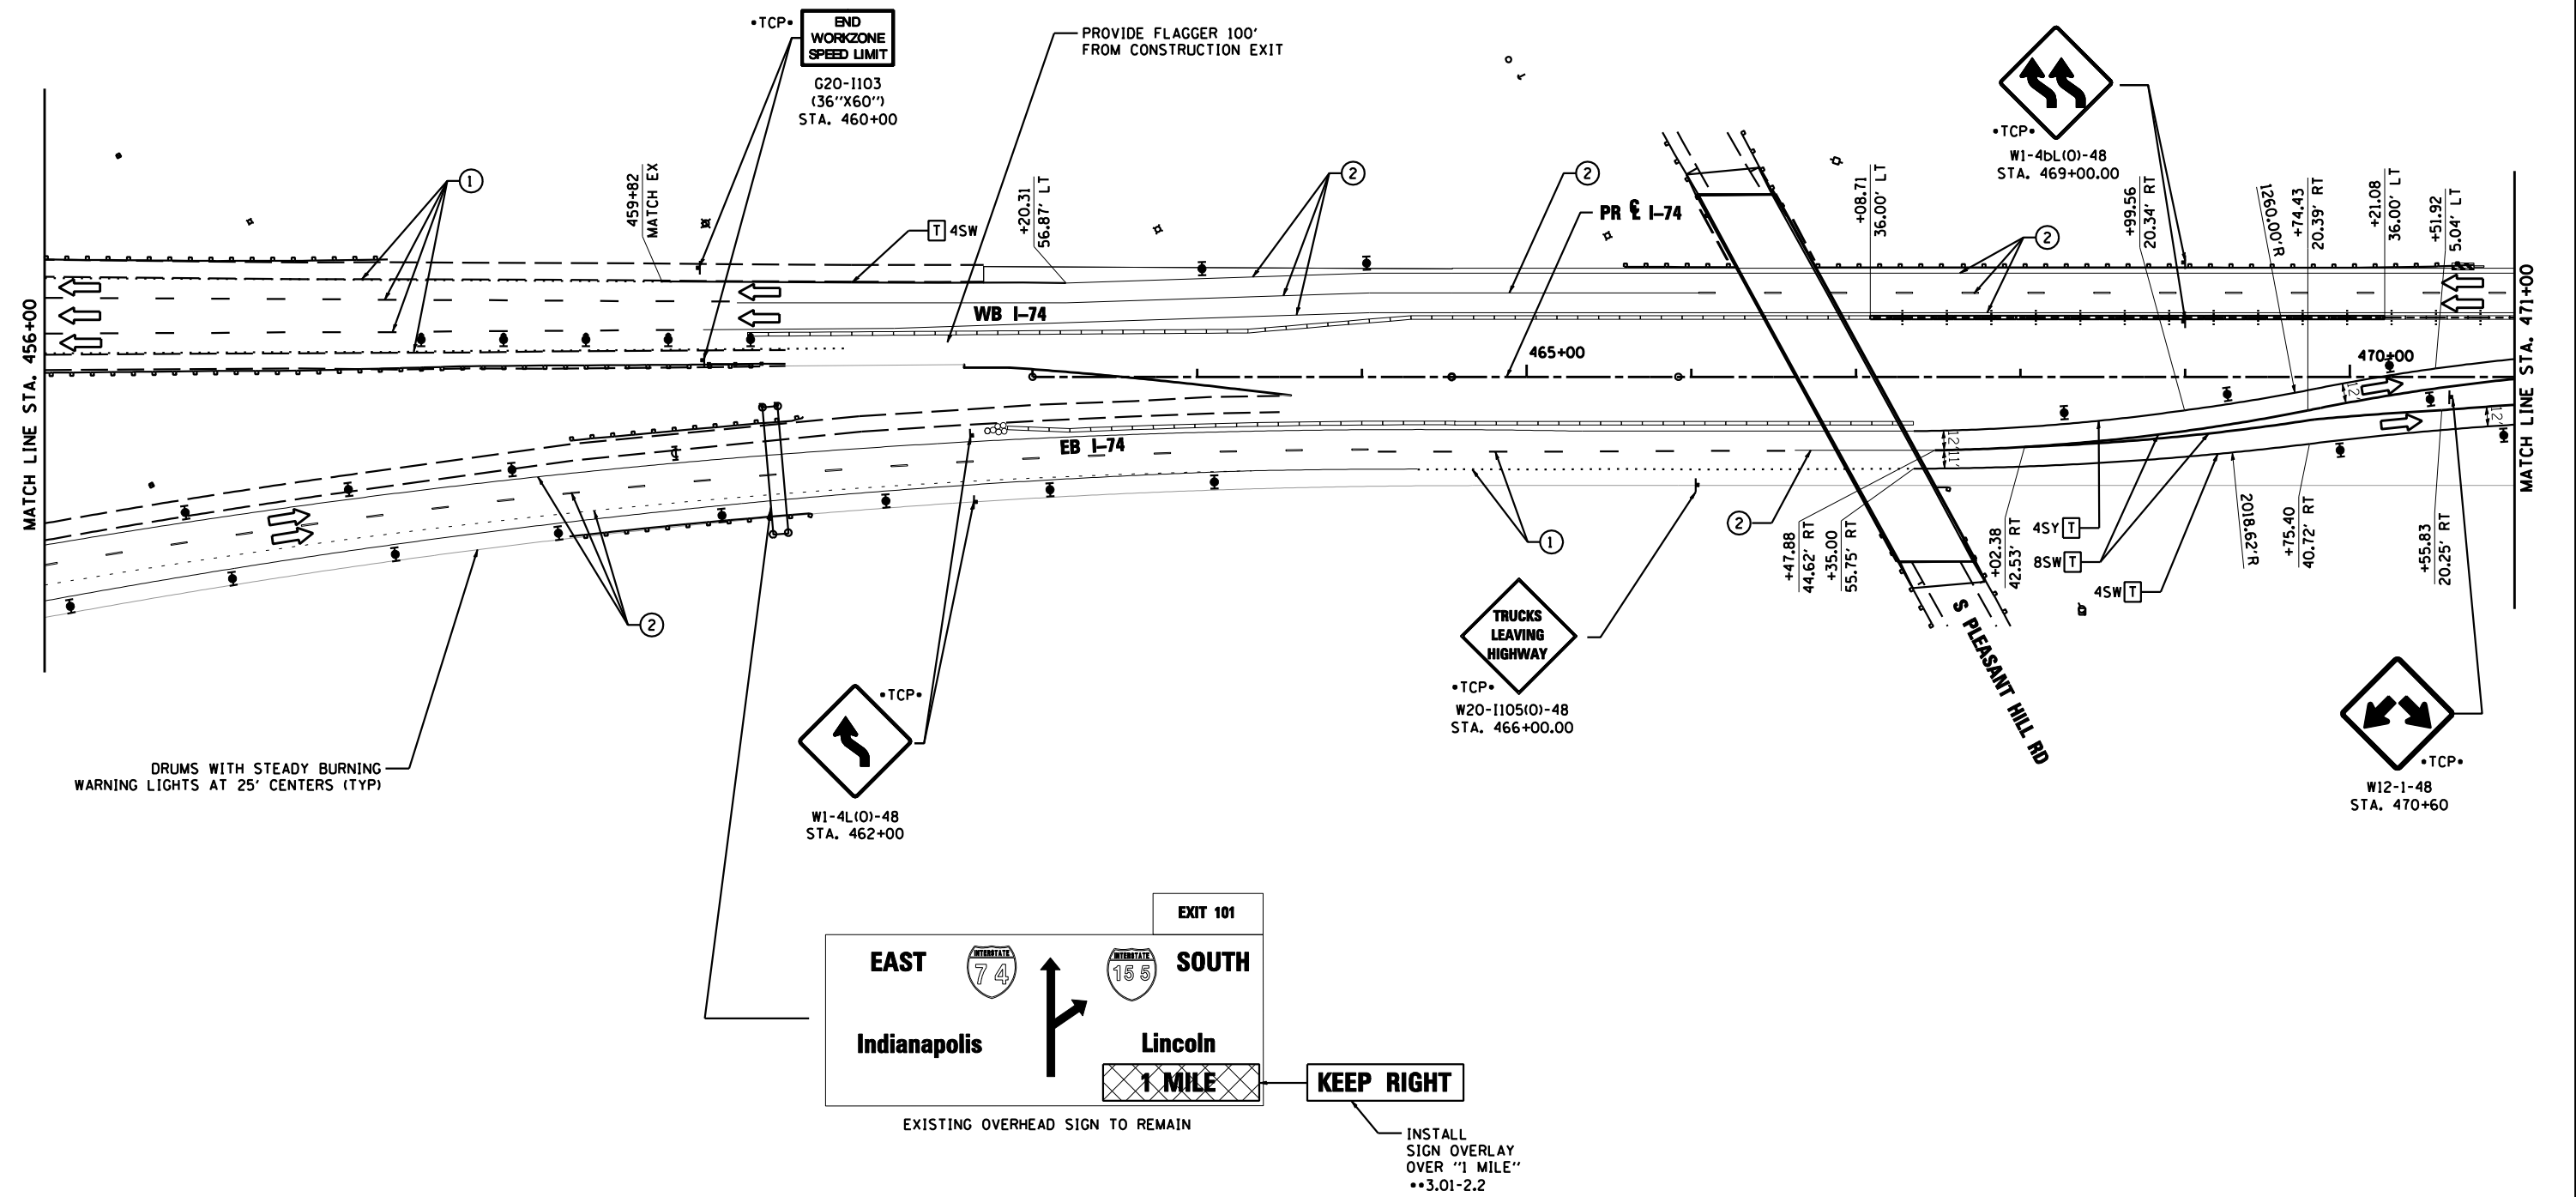 •TCP•
END
WORKZONE
SPEED LIMIT
G20-I103
(36"X60")
STA. 460+00
PROVIDE FLAGGER 100'
FROM CONSTRUCTION EXIT
•TCP•
W1-4bL(O)-48
STA. 469+00.00
MATCH LINE STA. 456+00
1
459+82
MATCH EX
T 4SW
+20.31
56.87' LT
2
2
PR ℄ I-74
+08.71
36.00' LT
2
+99.56
20.34' RT
1260.00'R
+74.43
20.39' RT
+21.08
36.00' LT
+51.92
5.04' LT
MATCH LINE STA. 471+00
WB I-74
465+00
470+00
EB I-74
12'
11'
12'
12'
2
1
2
+47.88
44.62' RT
+35.00
55.75' RT
+02.38
42.53' RT
4SY T
8SW T
4SW T
2018.62'R
+75.40
40.72' RT
+55.83
20.25' RT
S PLEASANT HILL RD
TRUCKS
LEAVING
HIGHWAY
•TCP•
W20-I105(O)-48
STA. 466+00.00
•TCP•
W1-4L(O)-48
STA. 462+00
•TCP•
W12-1-48
STA. 470+60
DRUMS WITH STEADY BURNING
WARNING LIGHTS AT 25' CENTERS (TYP)
EXIT 101
EAST INTERSTATE 74 INTERSTATE 155 SOUTH
Indianapolis Lincoln
1 MILE
KEEP RIGHT
EXISTING OVERHEAD SIGN TO REMAIN
INSTALL
SIGN OVERLAY
OVER "1 MILE"
••3.01-2.2